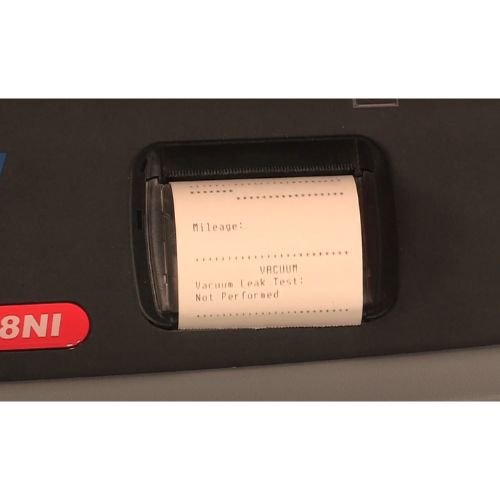 *******
******************
Mileage:
VACUUM
Vacuum Leak Test:
Not Performed
8NI